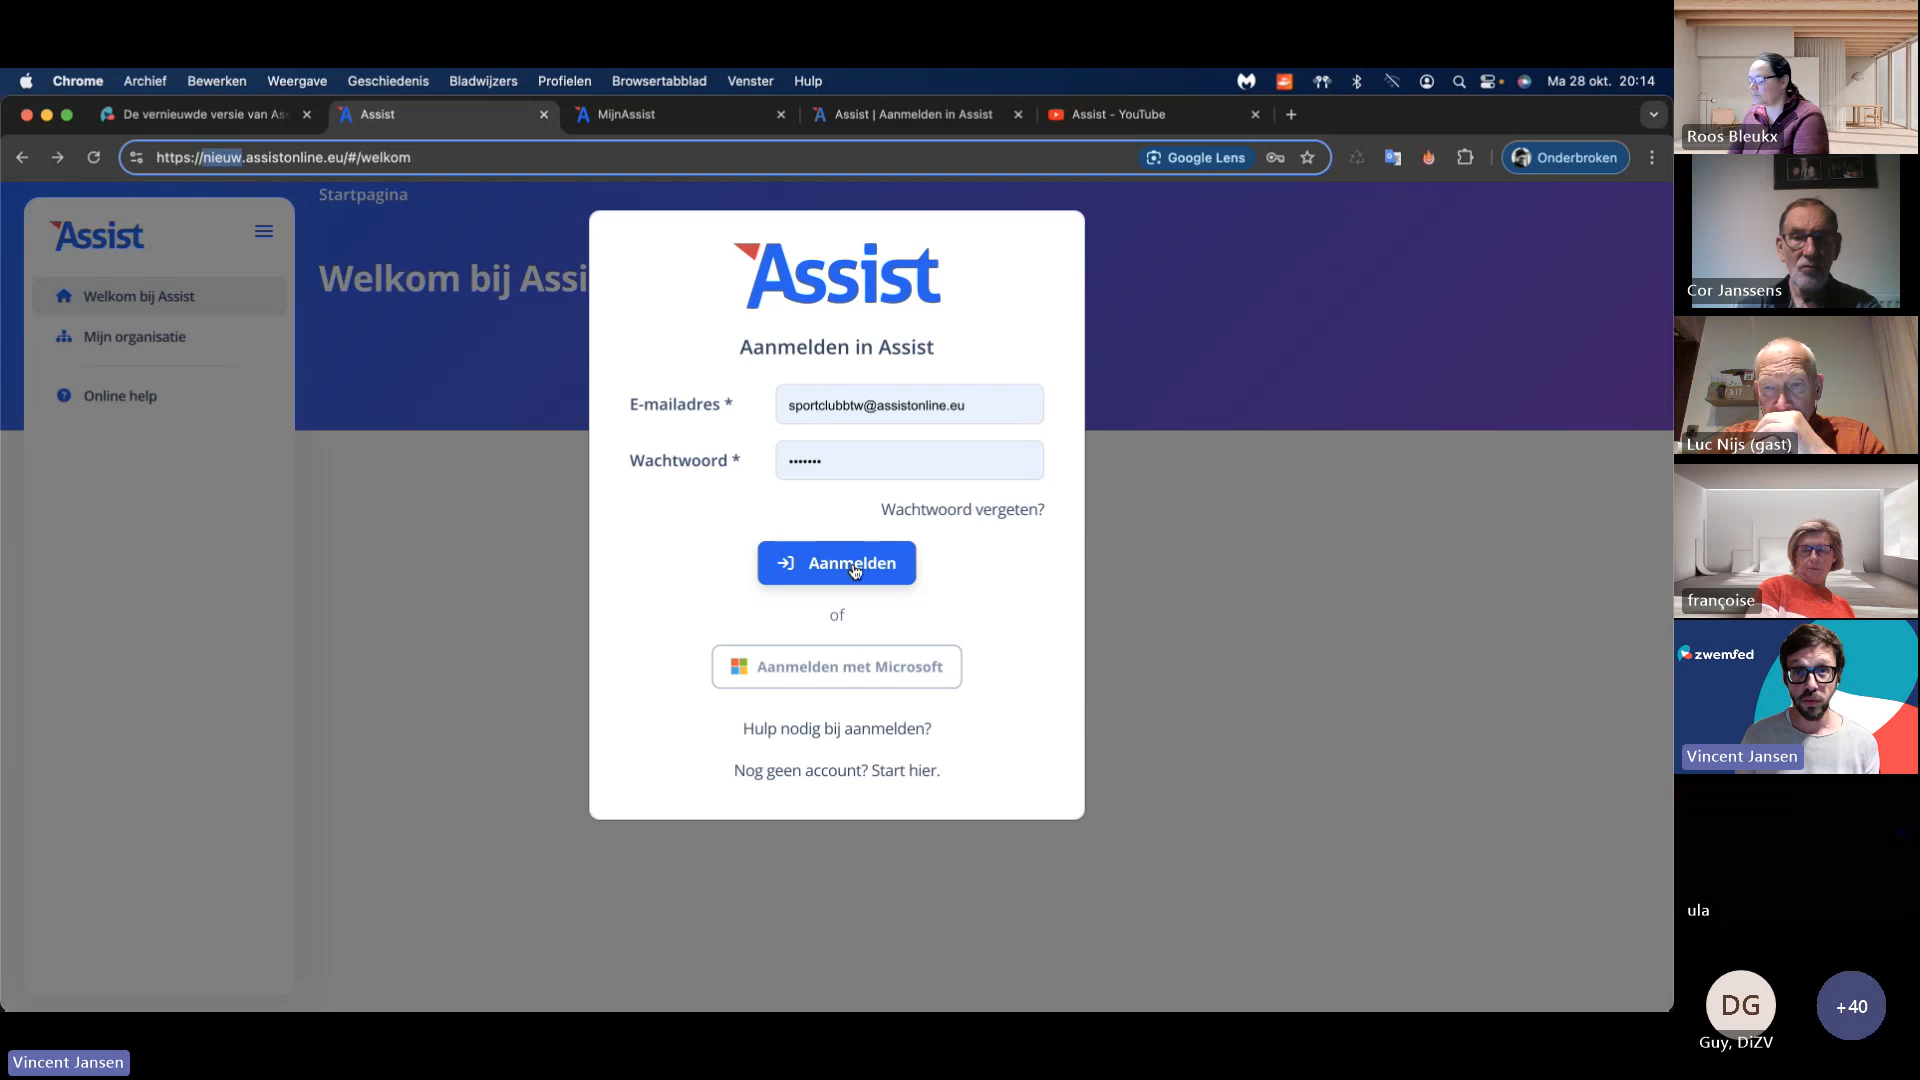 Chrome Archief Bewerken Weergave Geschiedenis Bladwijzers Profielen Browsertabblad Venster Hulp Ma 28 okt. 20:14
De vernieuwde versie van As
Assist
MijnAssist
Assist | Aanmelden in Assist
Assist - YouTube
https://nieuw.assistonline.eu/#/welkom
Google Lens
Onderbroken
Startpagina
Assist
Welkom bij Assi
Welkom bij Assist
Mijn organisatie
Online help
Assist
Aanmelden in Assist
E-mailadres *
sportclubbtw@assistonline.eu
Wachtwoord *
•••••••
Wachtwoord vergeten?
Aanmelden
of
Aanmelden met Microsoft
Hulp nodig bij aanmelden?
Nog geen account? Start hier.
Roos Bleukx
Cor Janssens
Luc Nijs (gast)
françoise
zwemfed
Vincent Jansen
ula
DG
+40
Guy, DiZV
Vincent Jansen